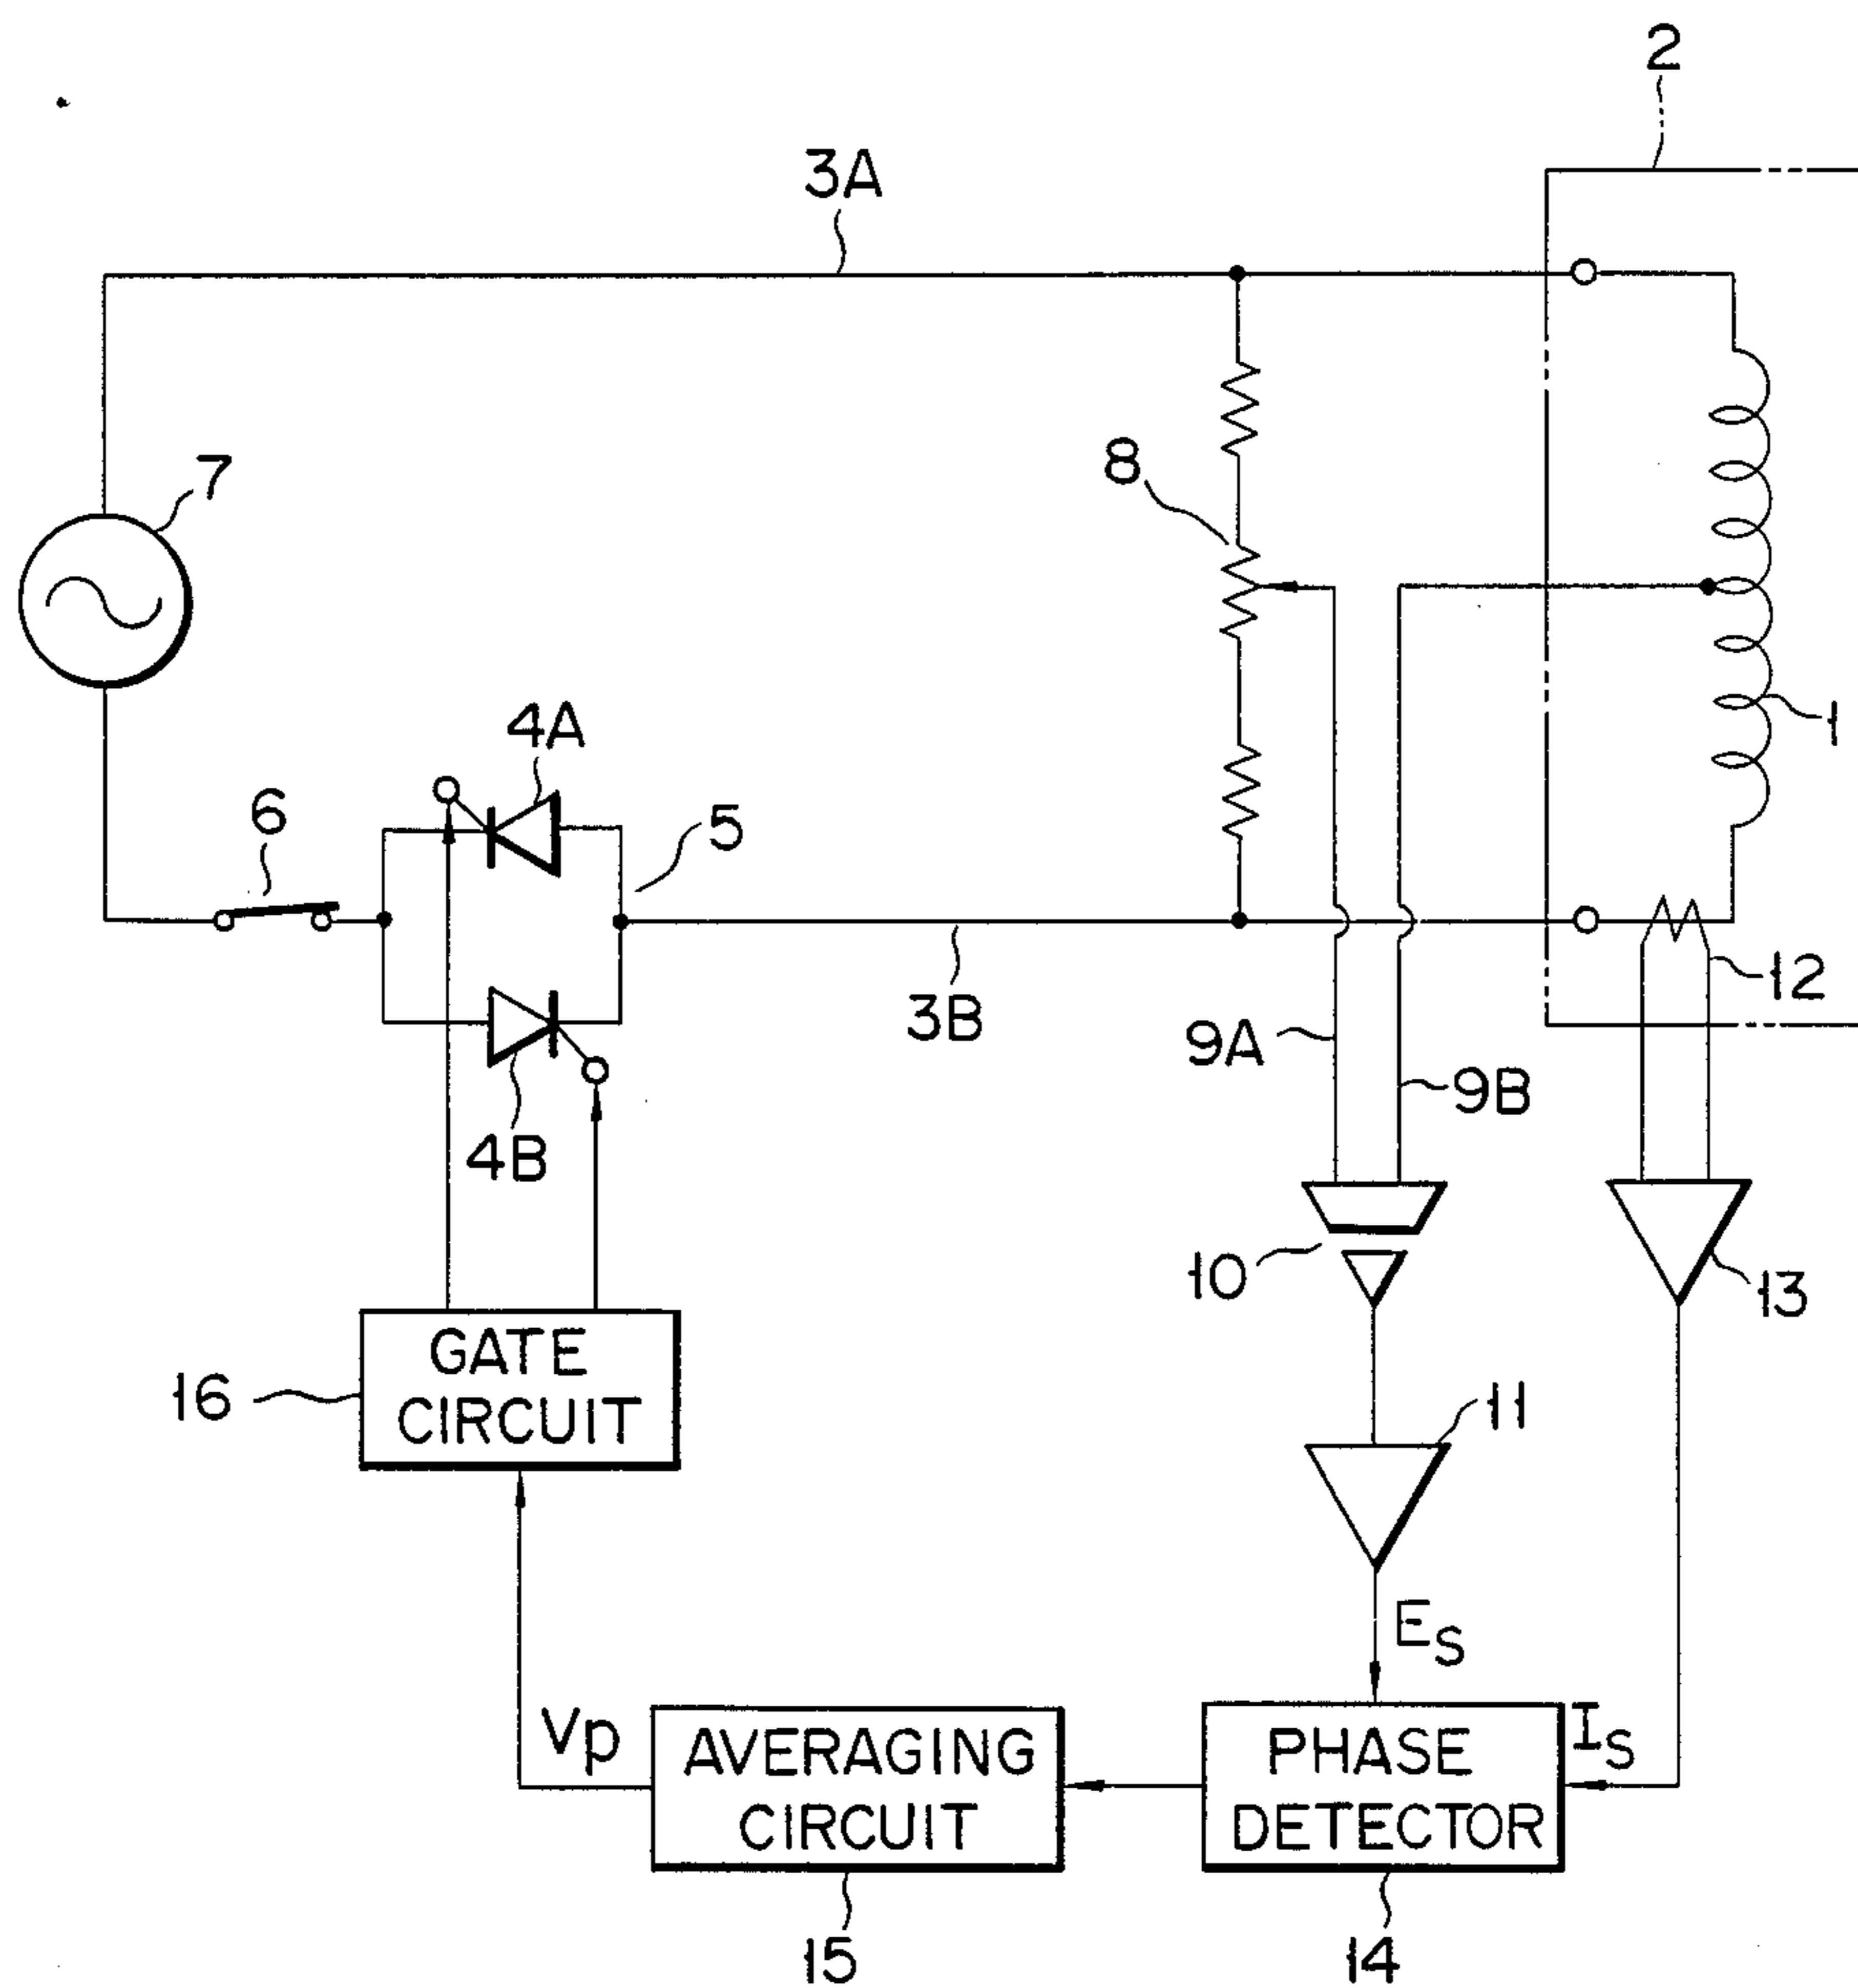 2
3A
7
8
4A
6
5
1
12
3B
9A
9B
4B
10
13
GATE
CIRCUIT
16
11
ES
Vp
AVERAGING
CIRCUIT
PHASE
DETECTOR
IS
15
14